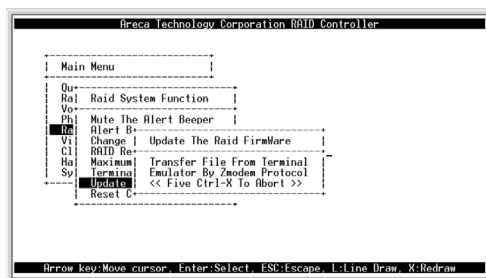 Areca Technology Corporation RAID Controller
Main Menu
Qu
Ra Raid System Function
Vo
Ph Mute The Alert Beeper
Ra Alert B
Vi Change Update The Raid FirmWare
Cl RAID Re
Ha Maximum Transfer File From Terminal
Sy Termina Emulator By Zmodem Protocol
Update << Five Ctrl-X To Abort >>
Reset C
Arrow key:Move cursor, Enter:Select, ESC:Escape, L:Line Draw, X:Redraw